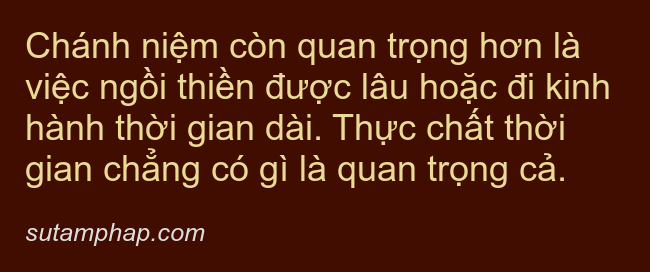 Chánh niệm còn quan trọng hơn là
việc ngồi thiền được lâu hoặc đi kinh
hành thời gian dài. Thực chất thời
gian chẳng có gì là quan trọng cả.
sutamphap.com